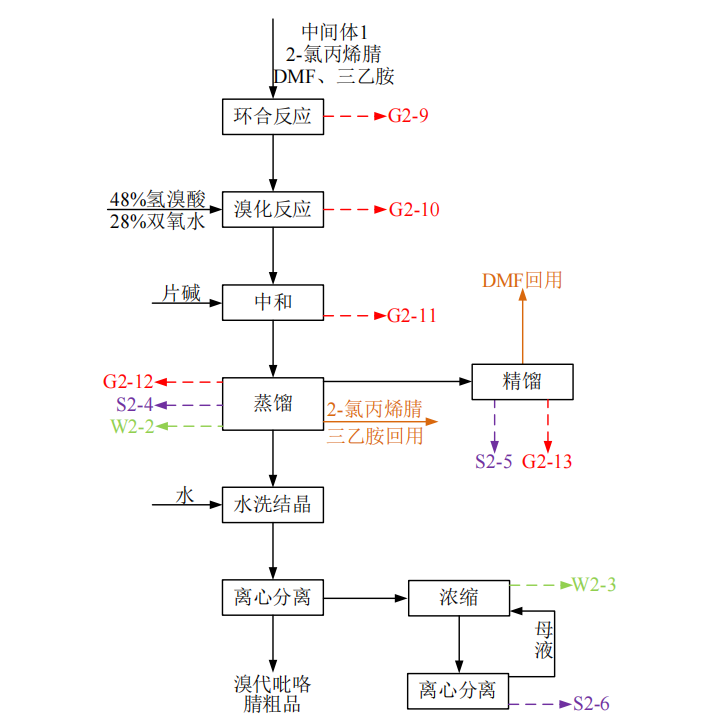 中间体1
2-氯丙烯腈
DMF、三乙胺
环合反应
G2-9
48%氢溴酸
28%双氧水
溴化反应
G2-10
片碱
中和
G2-11
DMF回用
G2-12
S2-4
W2-2
蒸馏
精馏
2-氯丙烯腈
三乙胺回用
S2-5
G2-13
水
水洗结晶
离心分离
浓缩
W2-3
母
液
溴代吡咯
腈粗品
离心分离
S2-6